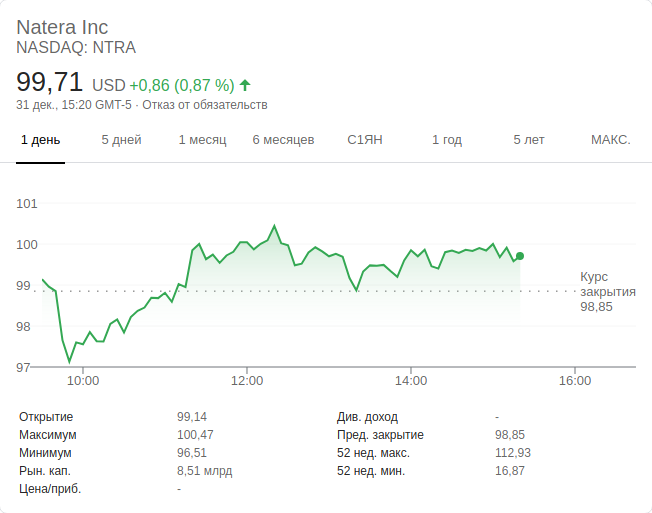 Natera Inc
NASDAQ: NTRA
99,71 USD +0,86 (0,87 %)
31 дек., 15:20 GMT-5 · Отказ от обязательств
1 день 5 дней 1 месяц 6 месяцев С1ЯН 1 год 5 лет МАКС.
101
100
99
98
97
Курс
закрытия
98,85
10:00 12:00 14:00 16:00
Открытие 99,14 Див. доход -
Максимум 100,47 Пред. закрытие 98,85
Минимум 96,51 52 нед. макс. 112,93
Рын. кап. 8,51 млрд 52 нед. мин. 16,87
Цена/приб. -